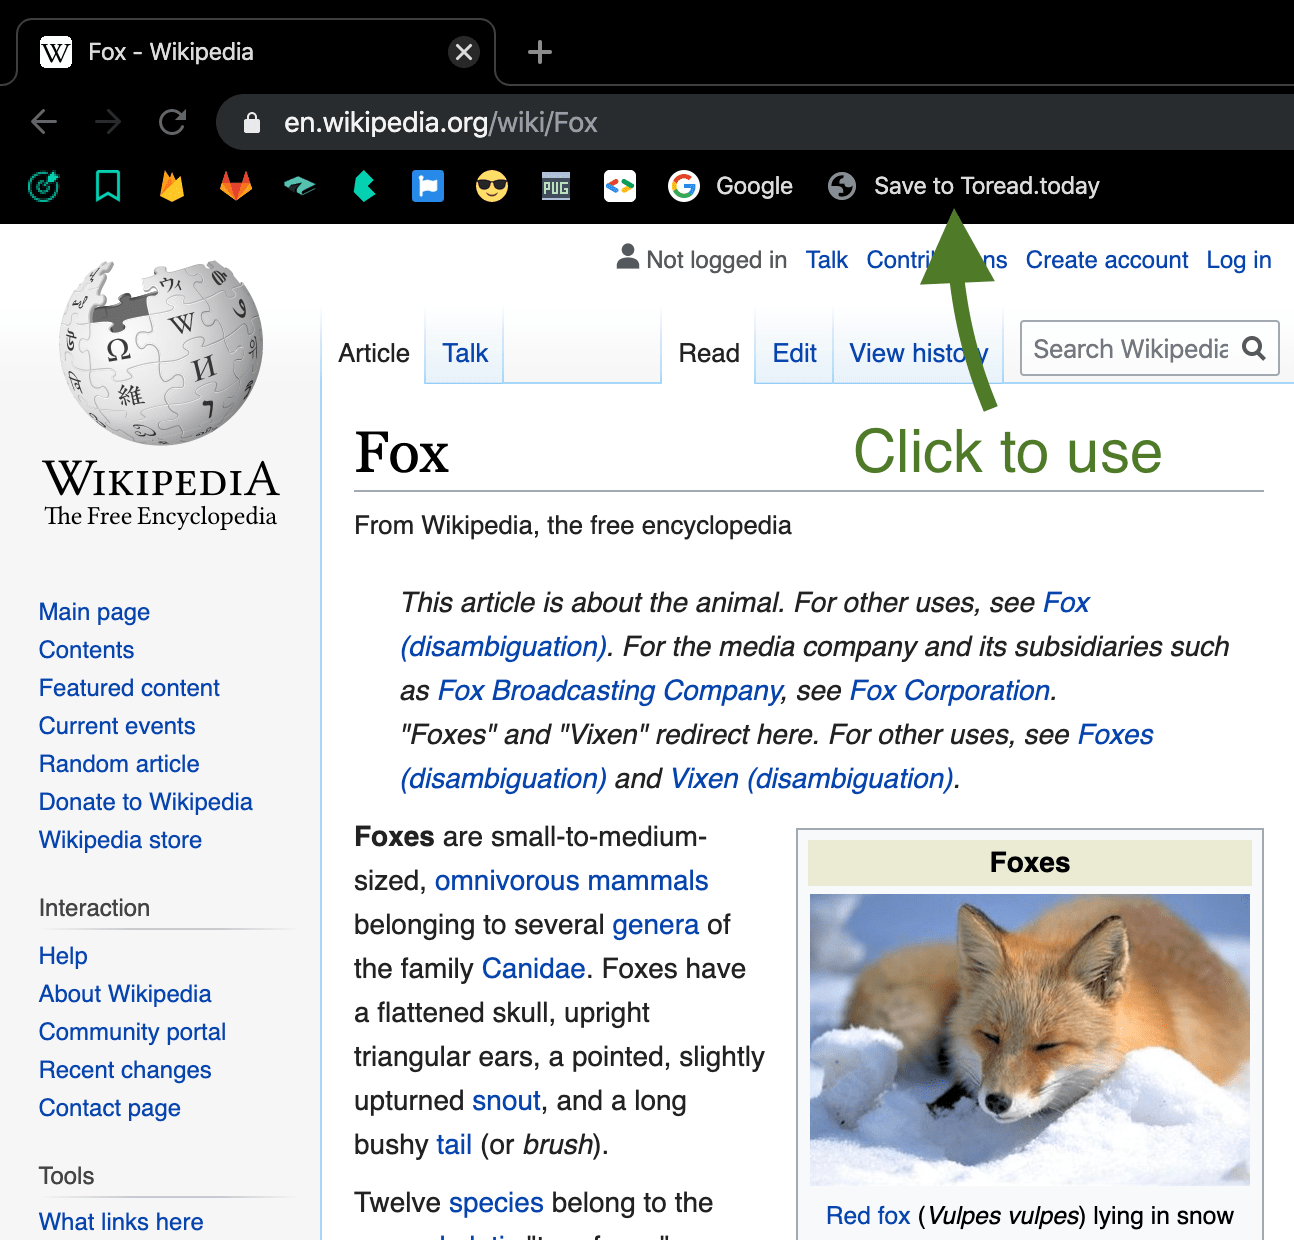 Fox - Wikipedia
en.wikipedia.org/wiki/Fox
PUG
Google
Save to Toread.today
Not logged in Talk Contributions Create account Log in
Article Talk Read Edit View history Search Wikipedia
Ω W И 維 ウィ 7
WIKIPEDIA
The Free Encyclopedia
Click to use
Fox
From Wikipedia, the free encyclopedia
This article is about the animal. For other uses, see Fox
(disambiguation). For the media company and its subsidiaries such
as Fox Broadcasting Company, see Fox Corporation.
"Foxes" and "Vixen" redirect here. For other uses, see Foxes
(disambiguation) and Vixen (disambiguation).
Main page
Contents
Featured content
Current events
Random article
Donate to Wikipedia
Wikipedia store
Interaction
Help
About Wikipedia
Community portal
Recent changes
Contact page
Tools
What links here
Foxes are small-to-medium-
sized, omnivorous mammals
belonging to several genera of
the family Canidae. Foxes have
a flattened skull, upright
triangular ears, a pointed, slightly
upturned snout, and a long
bushy tail (or brush).
Twelve species belong to the
Foxes
Red fox (Vulpes vulpes) lying in snow